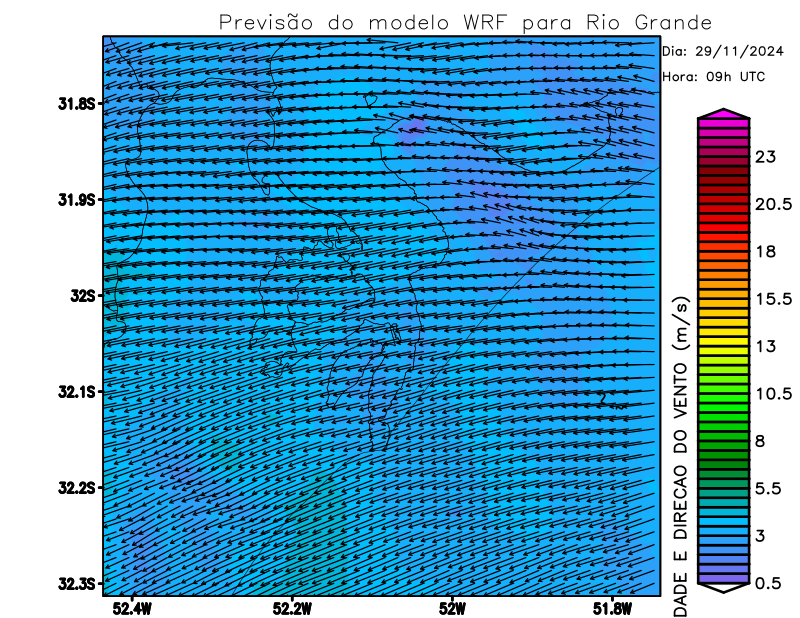 Previsão do modelo WRF para Rio Grande
Dia: 29/11/2024
Hora: 09h UTC
31.8S
31.9S
32S
32.1S
32.2S
32.3S
52.4W
52.2W
52W
51.8W
23
20.5
18
15.5
13
10.5
8
5.5
3
0.5
DADE E DIRECAO DO VENTO (m/s)